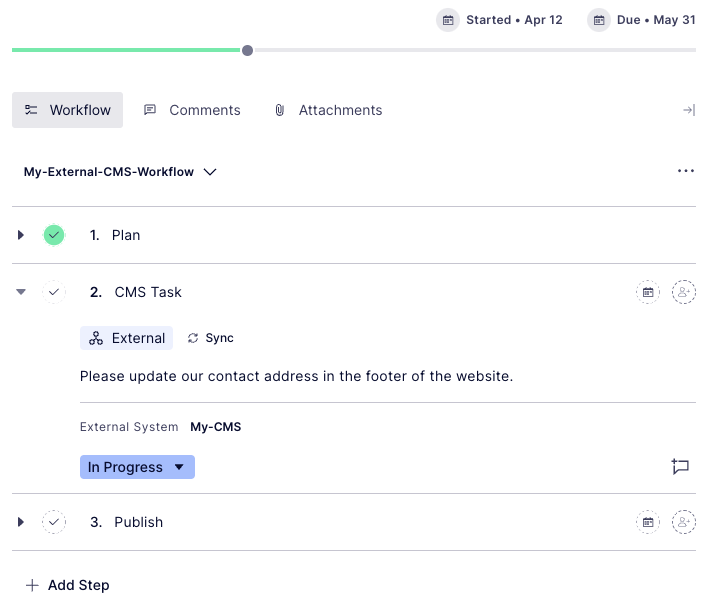 Started • Apr 12 Due • May 31
Workflow Comments Attachments
My-External-CMS-Workflow
1. Plan
2. CMS Task
External Sync
Please update our contact address in the footer of the website.
External System My-CMS
In Progress
3. Publish
Add Step